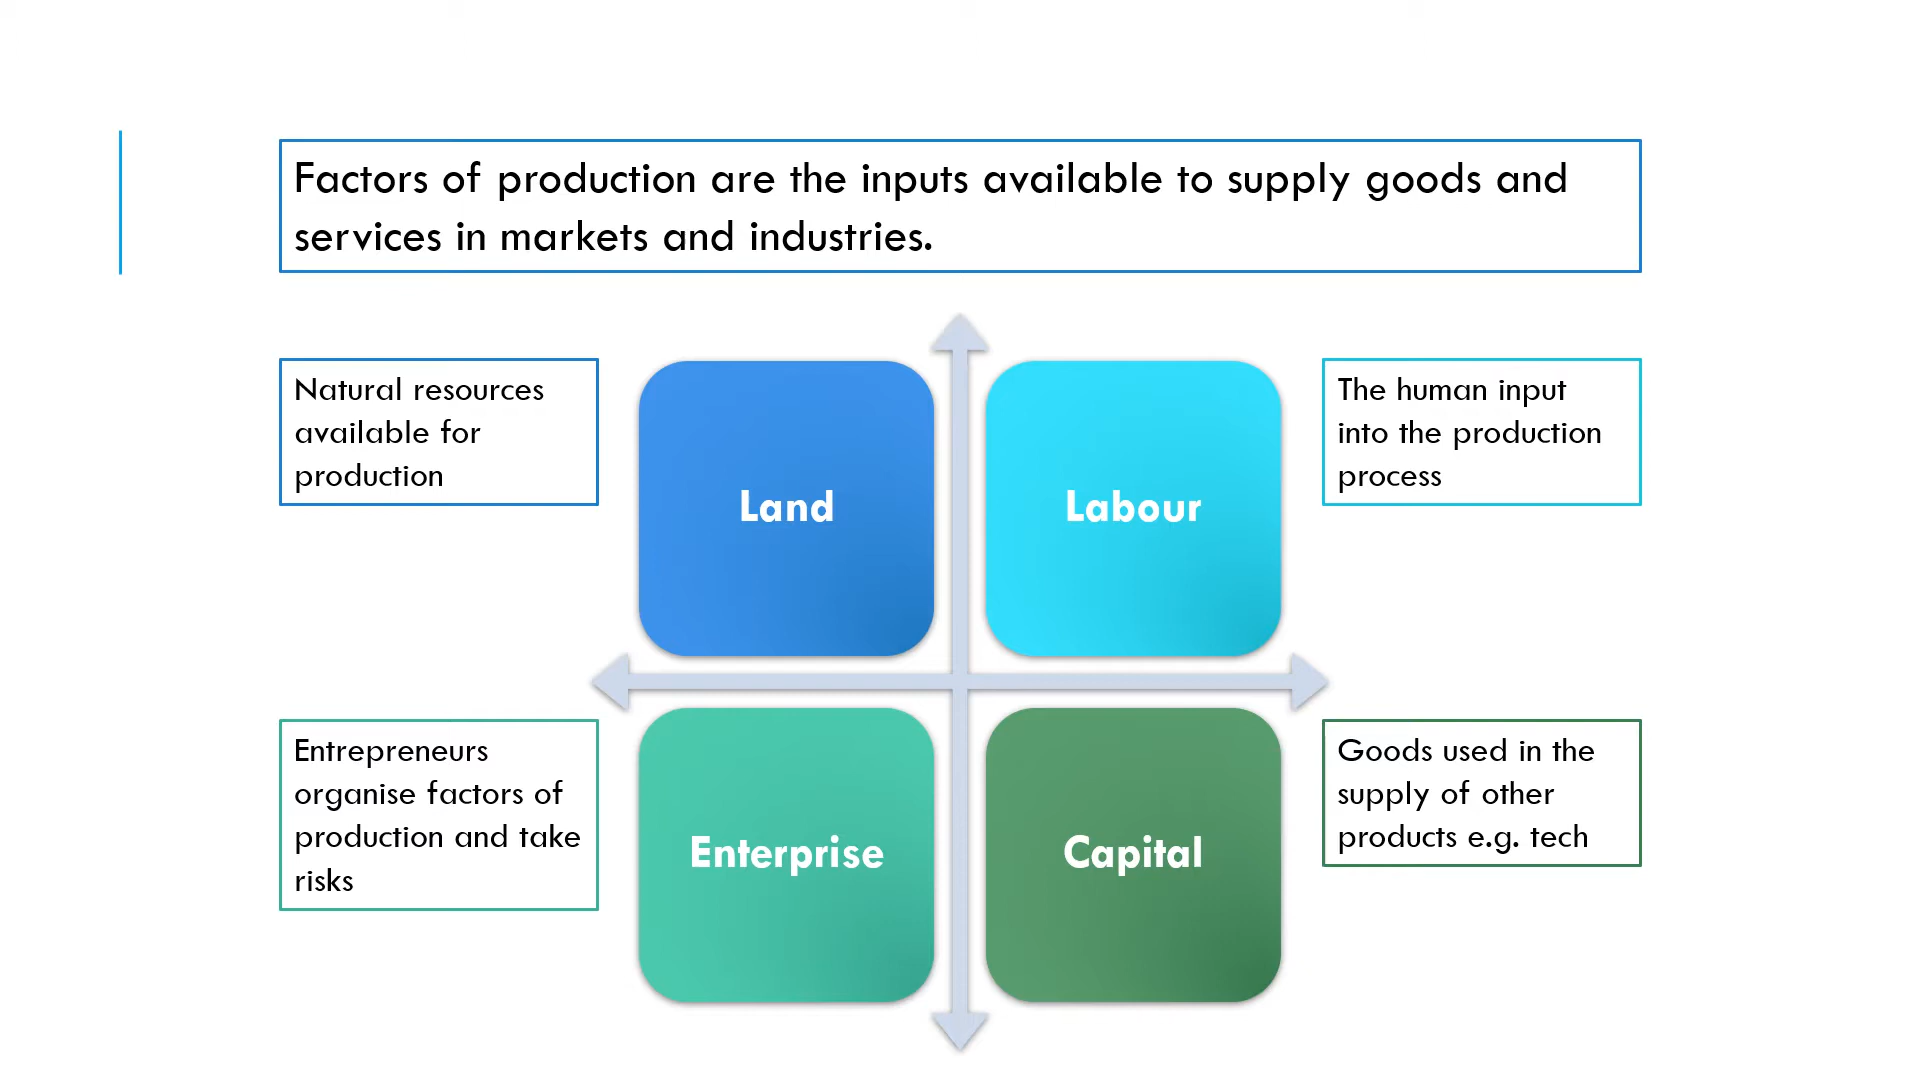 Factors of production are the inputs available to supply goods and
services in markets and industries.
Natural resources
available for
production
Land
Labour
The human input
into the production
process
Entrepreneurs
organise factors of
production and take
risks
Enterprise
Capital
Goods used in the
supply of other
products e.g. tech